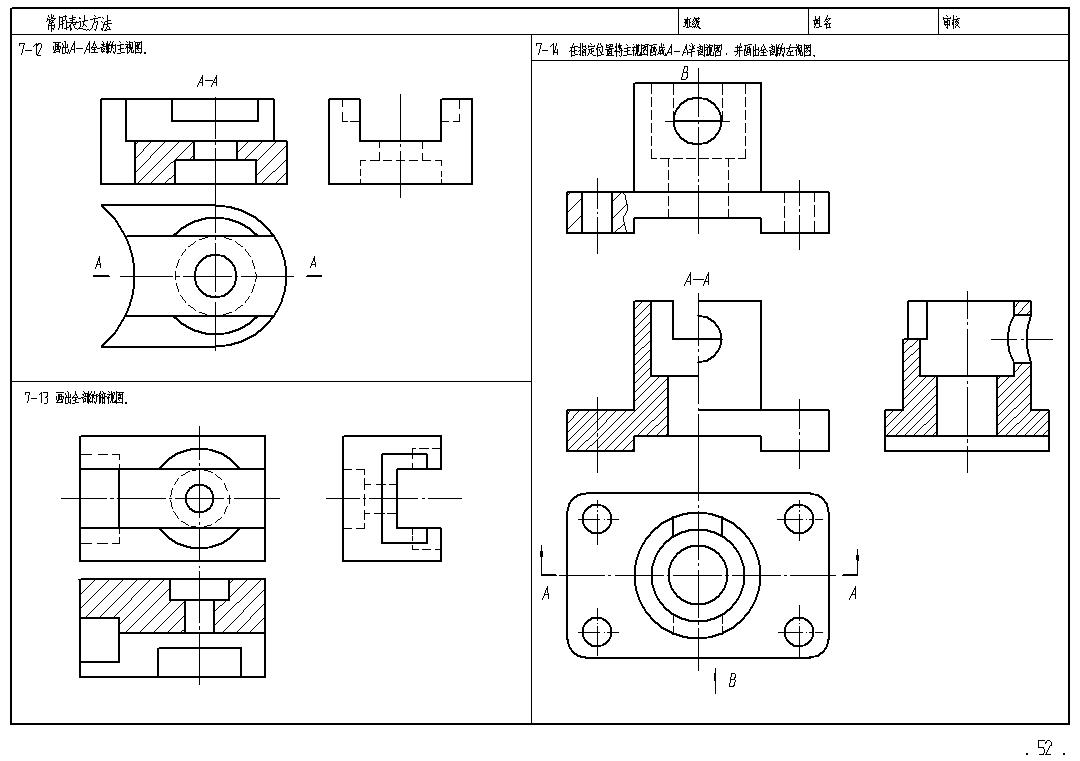 常用表达方法 班级 姓名 审核
7-12 画出A-A全剖的主视图.
A-A
A A
7-13 画出全剖的俯视图.
7-14 在指定位置将主视图画成A-A半剖视图,并画出全剖的左视图.
B
A-A
A A
B
. 52 .